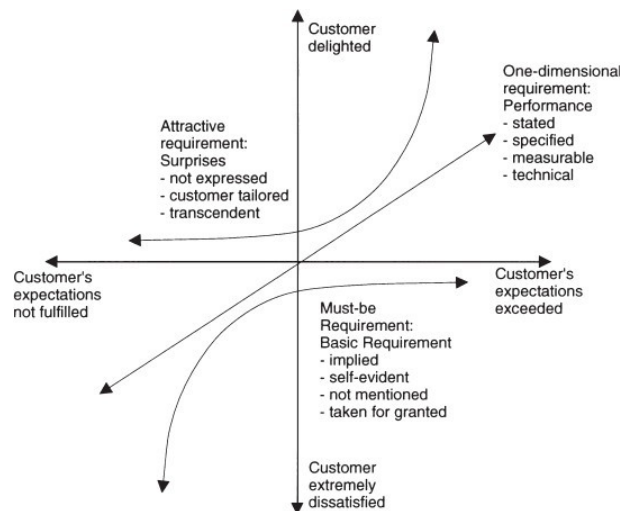 Customer
delighted
One-dimensional
requirement:
Performance
- stated
- specified
- measurable
- technical
Attractive
requirement:
Surprises
- not expressed
- customer tailored
- transcendent
Customer's
expectations
not fulfilled
Customer's
expectations
exceeded
Must-be
Requirement:
Basic Requirement
- implied
- self-evident
- not mentioned
- taken for granted
Customer
extremely
dissatisfied